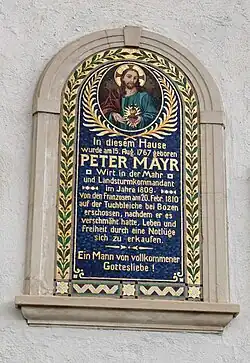 In diesem Hause
wurde am 15. Aug. 1767 geboren
PETER MAYR
Wirt in der Mahr
und Landsturmkommandant
im Jahre 1809.
von den Franzosen am 20. Febr. 1810
auf der Tuchbleiche bei Bozen
erschossen, nachdem er es
verschmäht hatte, Leben und
Freiheit durch eine Notlüge
sich zu erkaufen.
Ein Mann von vollkommener
Gottesliebe!